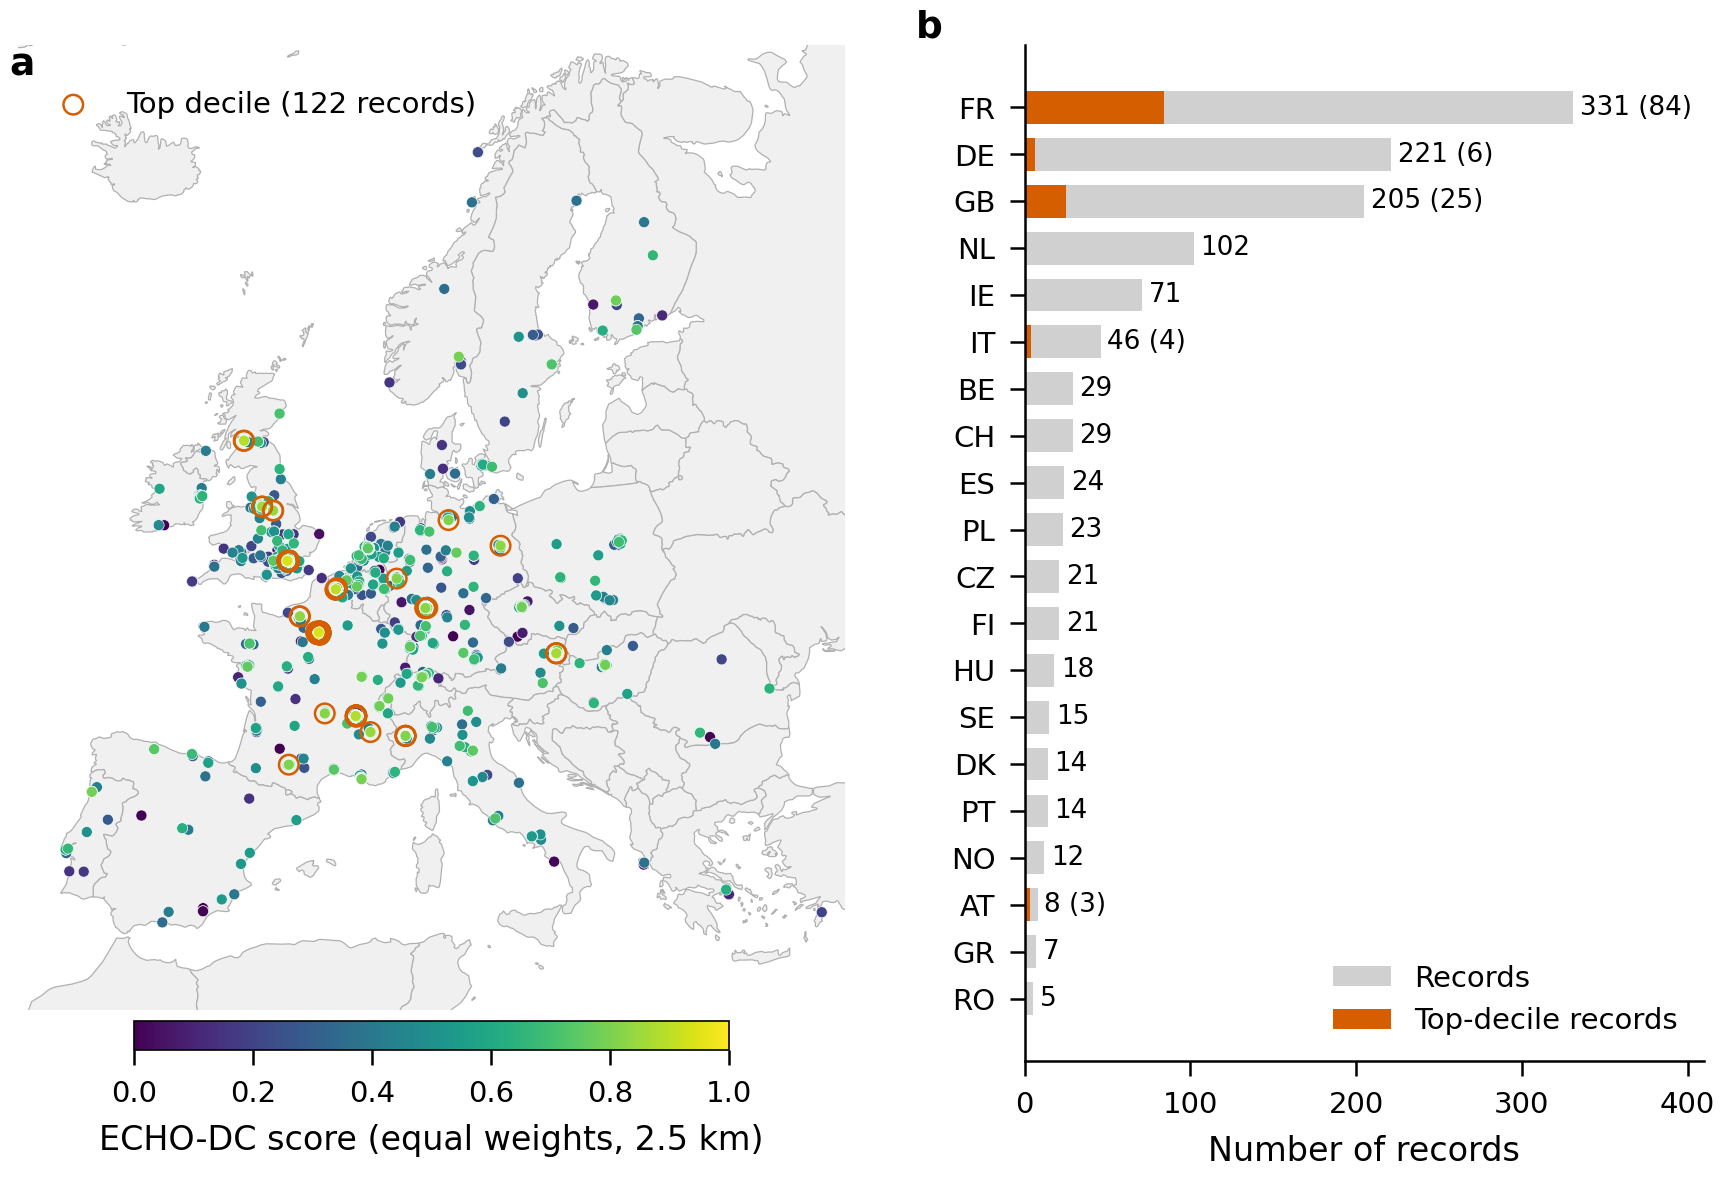 a
Top decile (122 records)
0.0 0.2 0.4 0.6 0.8 1.0
ECHO-DC score (equal weights, 2.5 km)
b
FR 331 (84)
DE 221 (6)
GB 205 (25)
NL 102
IE 71
IT 46 (4)
BE 29
CH 29
ES 24
PL 23
CZ 21
FI 21
HU 18
SE 15
DK 14
PT 14
NO 12
AT 8 (3)
GR 7
RO 5
Records
Top-decile records
0 100 200 300 400
Number of records